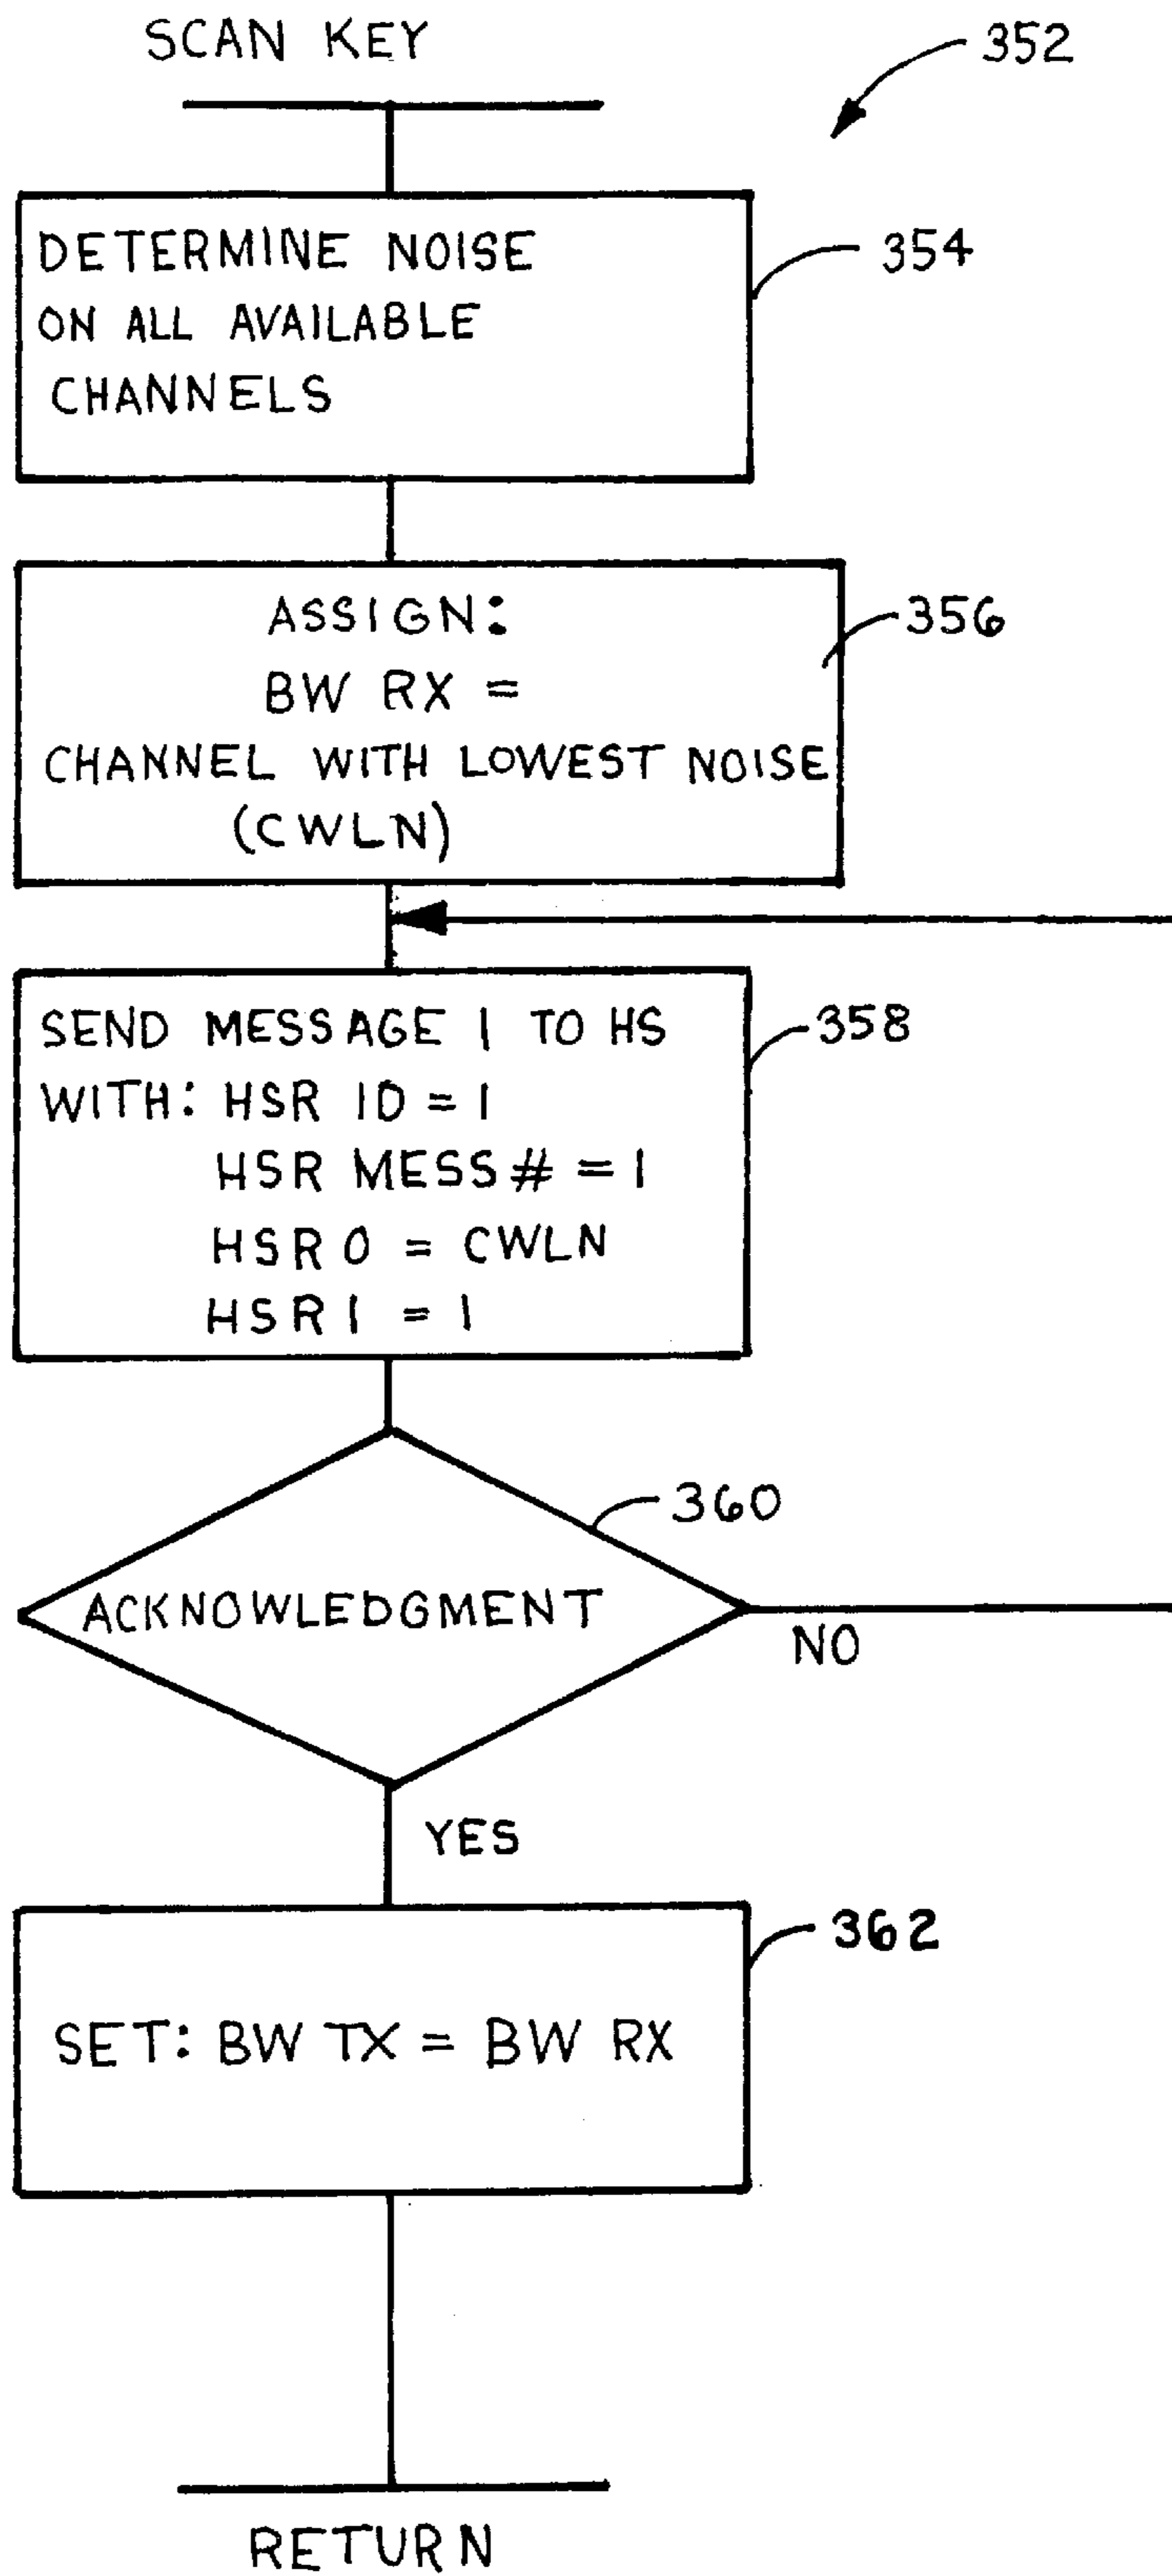 SCAN KEY
352
DETERMINE NOISE
ON ALL AVAILABLE
CHANNELS
354
ASSIGN:
BW RX =
CHANNEL WITH LOWEST NOISE
(CWLN)
356
SEND MESSAGE 1 TO HS
WITH: HSR ID = 1
HSR MESS # = 1
HSR 0 = CWLN
HSR 1 = 1
358
360
ACKNOWLEDGMENT
NO
YES
362
SET: BW TX = BW RX
RETURN